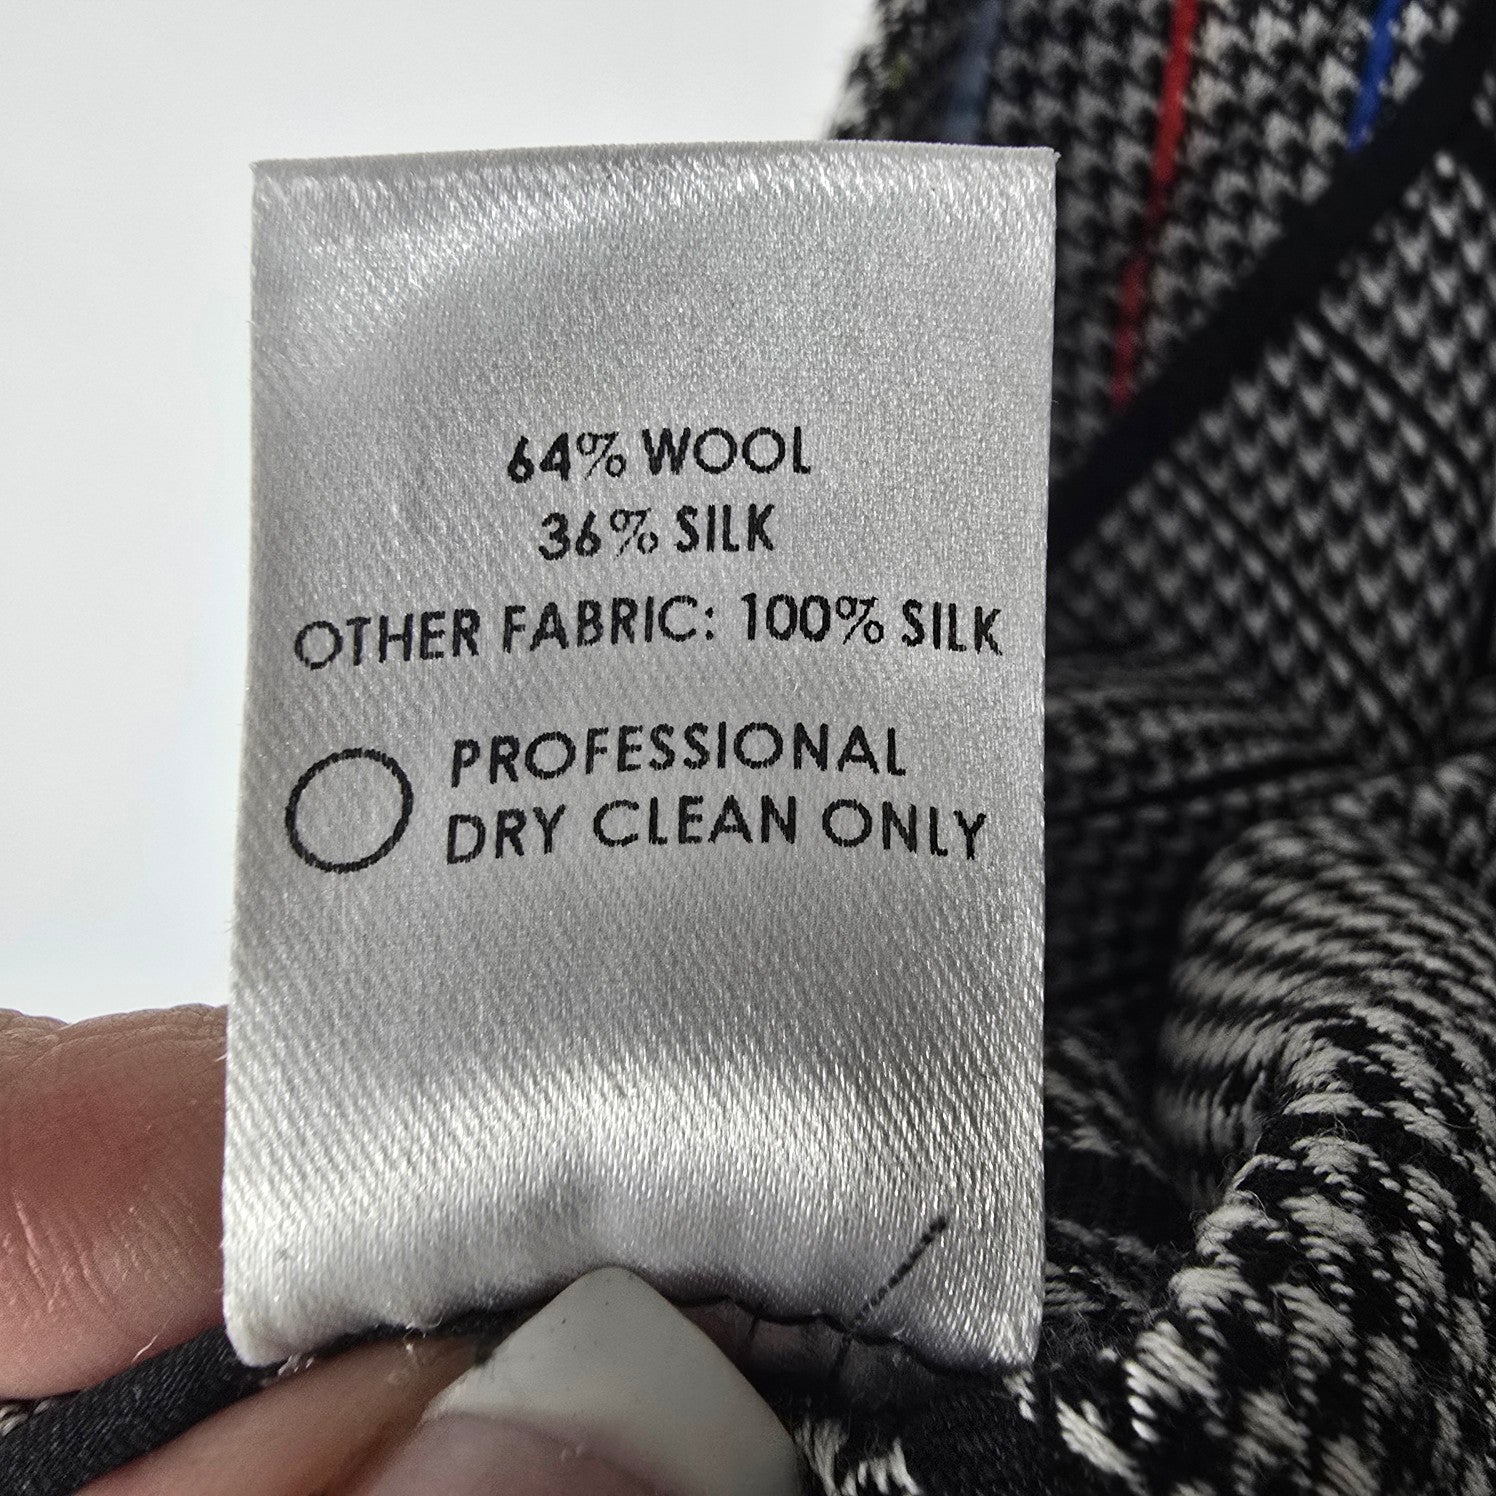 64% WOOL
36% SILK
OTHER FABRIC: 100% SILK
PROFESSIONAL
DRY CLEAN ONLY